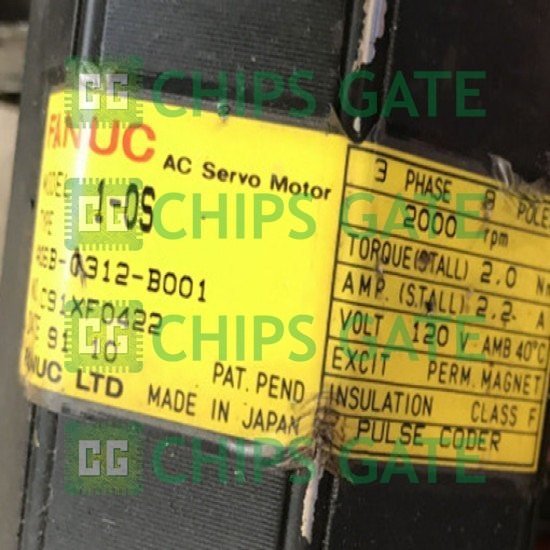 CHIPS GATE
FANUC AC Servo Motor
MODEL 1-0S
TYPE
A06B-0312-B001
NO. C91XF0422
DATE 91 10
FANUC LTD
PAT. PEND
MADE IN JAPAN
3 PHASE 8 POLE
2000 rpm
TORQUE(STALL) 2.0 N
AMP. (STALL) 2.2 A
VOLT 120 V AMB 40°C
EXCIT PERM. MAGNET
INSULATION CLASS F
PULSE CODER
CHIPS GATE
CHIPS GATE
CHIPS GATE
CHIPS GATE